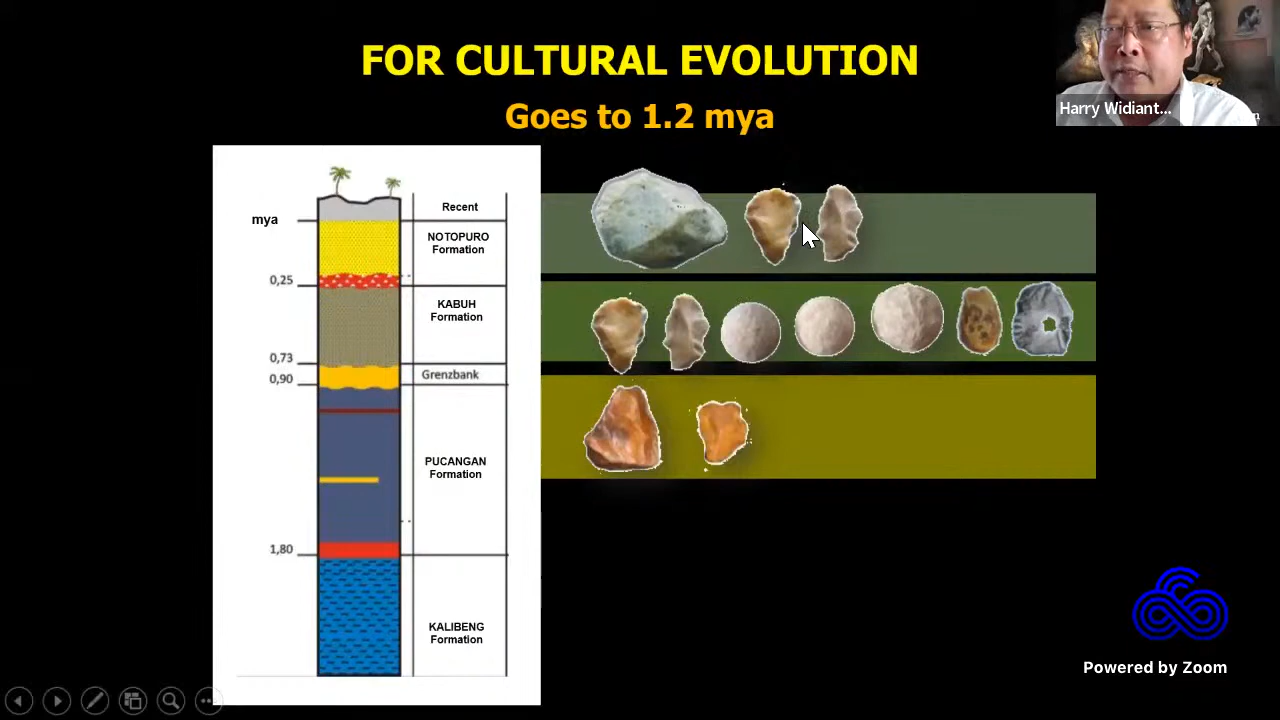 FOR CULTURAL EVOLUTION
Goes to 1.2 mya
Harry Widiant...
mya
Recent
NOTOPURO
Formation
0,25
KABUH
Formation
0,73
0,90
Grenzbank
PUCANGAN
Formation
1,80
KALIBENG
Formation
Powered by Zoom